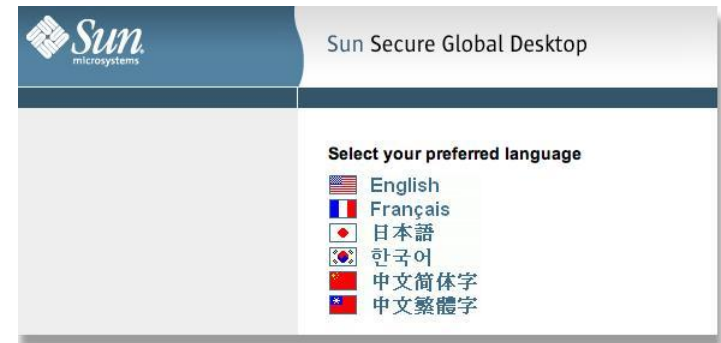 Sun
microsystems
Sun Secure Global Desktop
Select your preferred language
English
Français
日本語
한국어
中文简体字
中文繁體字